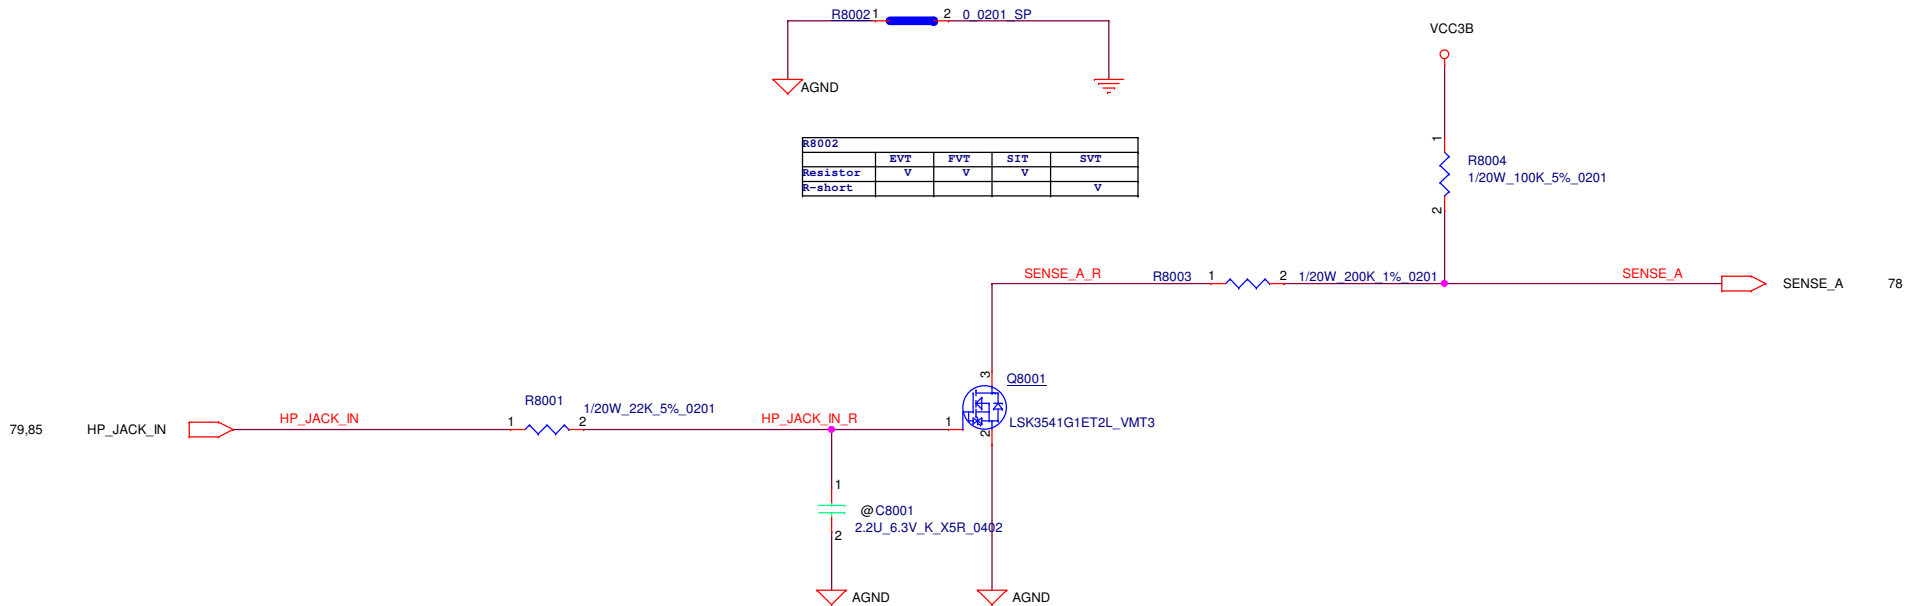 R8002 1 2 0_0201_SP
VCC3B
AGND
R8002
EVT FVT SIT SVT
Resistor V V V
R-short V
1
R8004
1/20W_100K_5%_0201
2
SENSE_A_R R8003 1 2 1/20W_200K_1%_0201 SENSE_A SENSE_A 78
3
Q8001
79,85 HP_JACK_IN HP_JACK_IN 1 R8001 2 1/20W_22K_5%_0201 HP_JACK_IN_R 1 2 LSK3541G1ET2L_VMT3
1
@C8001
2.2U_6.3V_K_X5R_0402
2
AGND AGND